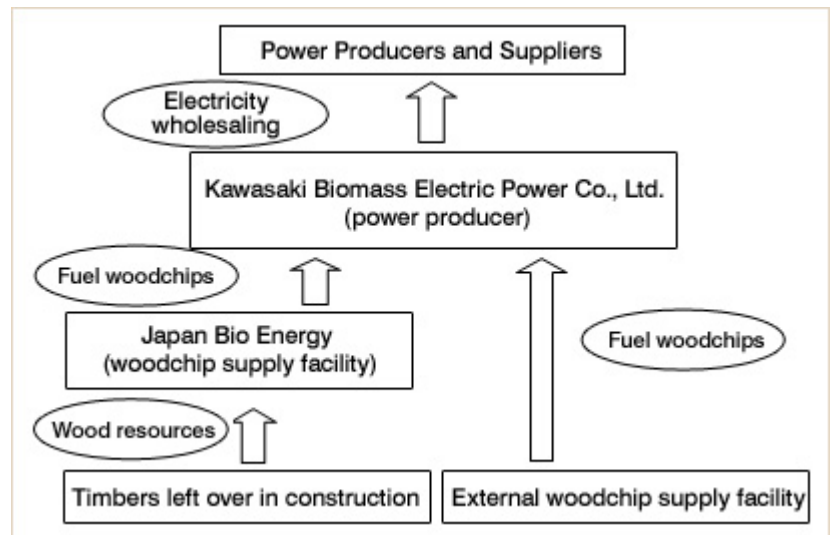 Power Producers and Suppliers
Electricity
wholesaling
Kawasaki Biomass Electric Power Co., Ltd.
(power producer)
Fuel woodchips
Japan Bio Energy
(woodchip supply facility)
Fuel woodchips
Wood resources
Timbers left over in construction
External woodchip supply facility